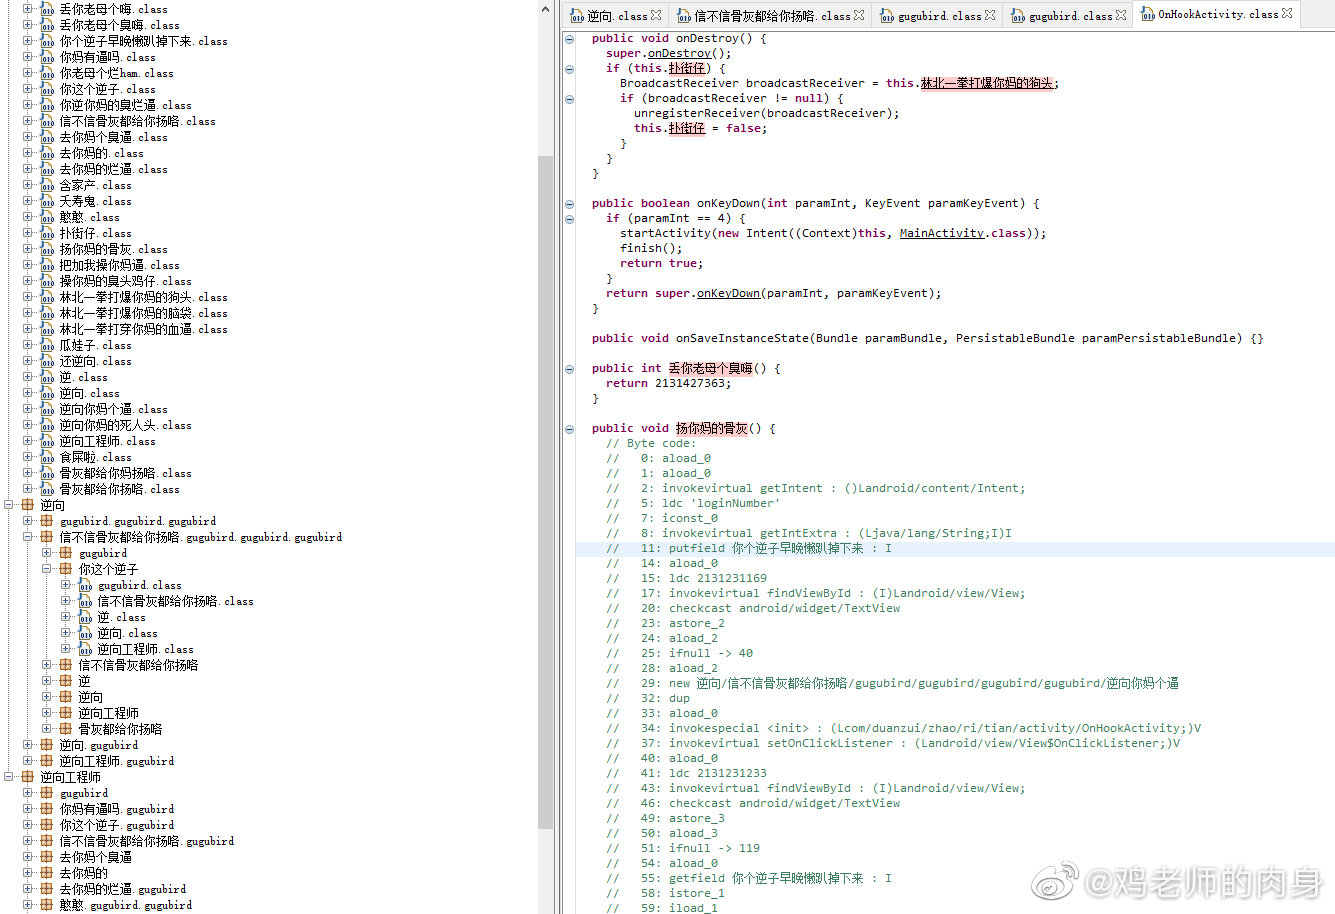 丢你老母个嗨.class
丢你老母个臭嗨.class
你个逆子早晚懒趴掉下来.class
你妈有逼吗.class
你老母个烂ham.class
你这个逆子.class
你逆你妈的臭烂逼.class
信不信骨灰都给你扬咯.class
去你妈个臭逼.class
去你妈的.class
去你妈的烂逼.class
含家产.class
夭寿鬼.class
憨憨.class
扑街仔.class
扬你妈的骨灰.class
把加我操你妈逼.class
操你妈的臭头鸡仔.class
林北一拳打爆你妈的狗头.class
林北一拳打爆你妈的脑袋.class
林北一拳打穿你妈的血逼.class
瓜娃子.class
还逆向.class
逆.class
逆向.class
逆向你妈个逼.class
逆向你妈的死人头.class
逆向工程师.class
食屎啦.class
骨灰都给你妈扬咯.class
骨灰都给你扬咯.class
逆向
gugubird.gugubird.gugubird
信不信骨灰都给你扬咯.gugubird.gugubird.gugubird
gugubird
你这个逆子
gugubird.class
信不信骨灰都给你扬咯.class
逆.class
逆向.class
逆向工程师.class
信不信骨灰都给你扬咯
逆
逆向
逆向工程师
骨灰都给你扬咯
逆向.gugubird
逆向工程师.gugubird
逆向工程师
gugubird
你妈有逼吗.gugubird
你这个逆子.gugubird
信不信骨灰都给你扬咯.gugubird
去你妈个臭逼
去你妈的
去你妈的烂逼.gugubird
憨憨.gugubird.gugubird
逆向.class 信不信骨灰都给你扬咯.class gugubird.class gugubird.class OnHookActivity.class
public void onDestroy() {
super.onDestroy();
if (this.扑街仔) {
BroadcastReceiver broadcastReceiver = this.林北一拳打爆你妈的狗头;
if (broadcastReceiver != null) {
unregisterReceiver(broadcastReceiver);
this.扑街仔 = false;
}
}
}
public boolean onKeyDown(int paramInt, KeyEvent paramKeyEvent) {
if (paramInt == 4) {
startActivity(new Intent((Context)this, MainActivity.class));
finish();
return true;
}
return super.onKeyDown(paramInt, paramKeyEvent);
}
public void onSaveInstanceState(Bundle paramBundle, PersistableBundle paramPersistableBundle) {}
public int 丢你老母个臭嗨() {
return 2131427363;
}
public void 扬你妈的骨灰() {
// Byte code:
// 0: aload_0
// 1: aload_0
// 2: invokevirtual getIntent : ()Landroid/content/Intent;
// 5: ldc 'loginNumber'
// 7: iconst_0
// 8: invokevirtual getIntExtra : (Ljava/lang/String;I)I
// 11: putfield 你个逆子早晚懒趴掉下来 : I
// 14: aload_0
// 15: ldc 2131231169
// 17: invokevirtual findViewById : (I)Landroid/view/View;
// 20: checkcast android/widget/TextView
// 23: astore_2
// 24: aload_2
// 25: ifnull -> 40
// 28: aload_2
// 29: new 逆向/信不信骨灰都给你扬咯/gugubird/gugubird/gugubird/gugubird/逆向你妈个逼
// 32: dup
// 33: aload_0
// 34: invokespecial <init> : (Lcom/duanzui/zhao/ri/tian/activity/OnHookActivity;)V
// 37: invokevirtual setOnClickListener : (Landroid/view/View$OnClickListener;)V
// 40: aload_0
// 41: ldc 2131231233
// 43: invokevirtual findViewById : (I)Landroid/view/View;
// 46: checkcast android/widget/TextView
// 49: astore_3
// 50: aload_3
// 51: ifnull -> 119
// 54: aload_0
// 55: getfield 你个逆子早晚懒趴掉下来 : I
// 58: istore_1
// 59: iload_1
@鸡老师的肉身